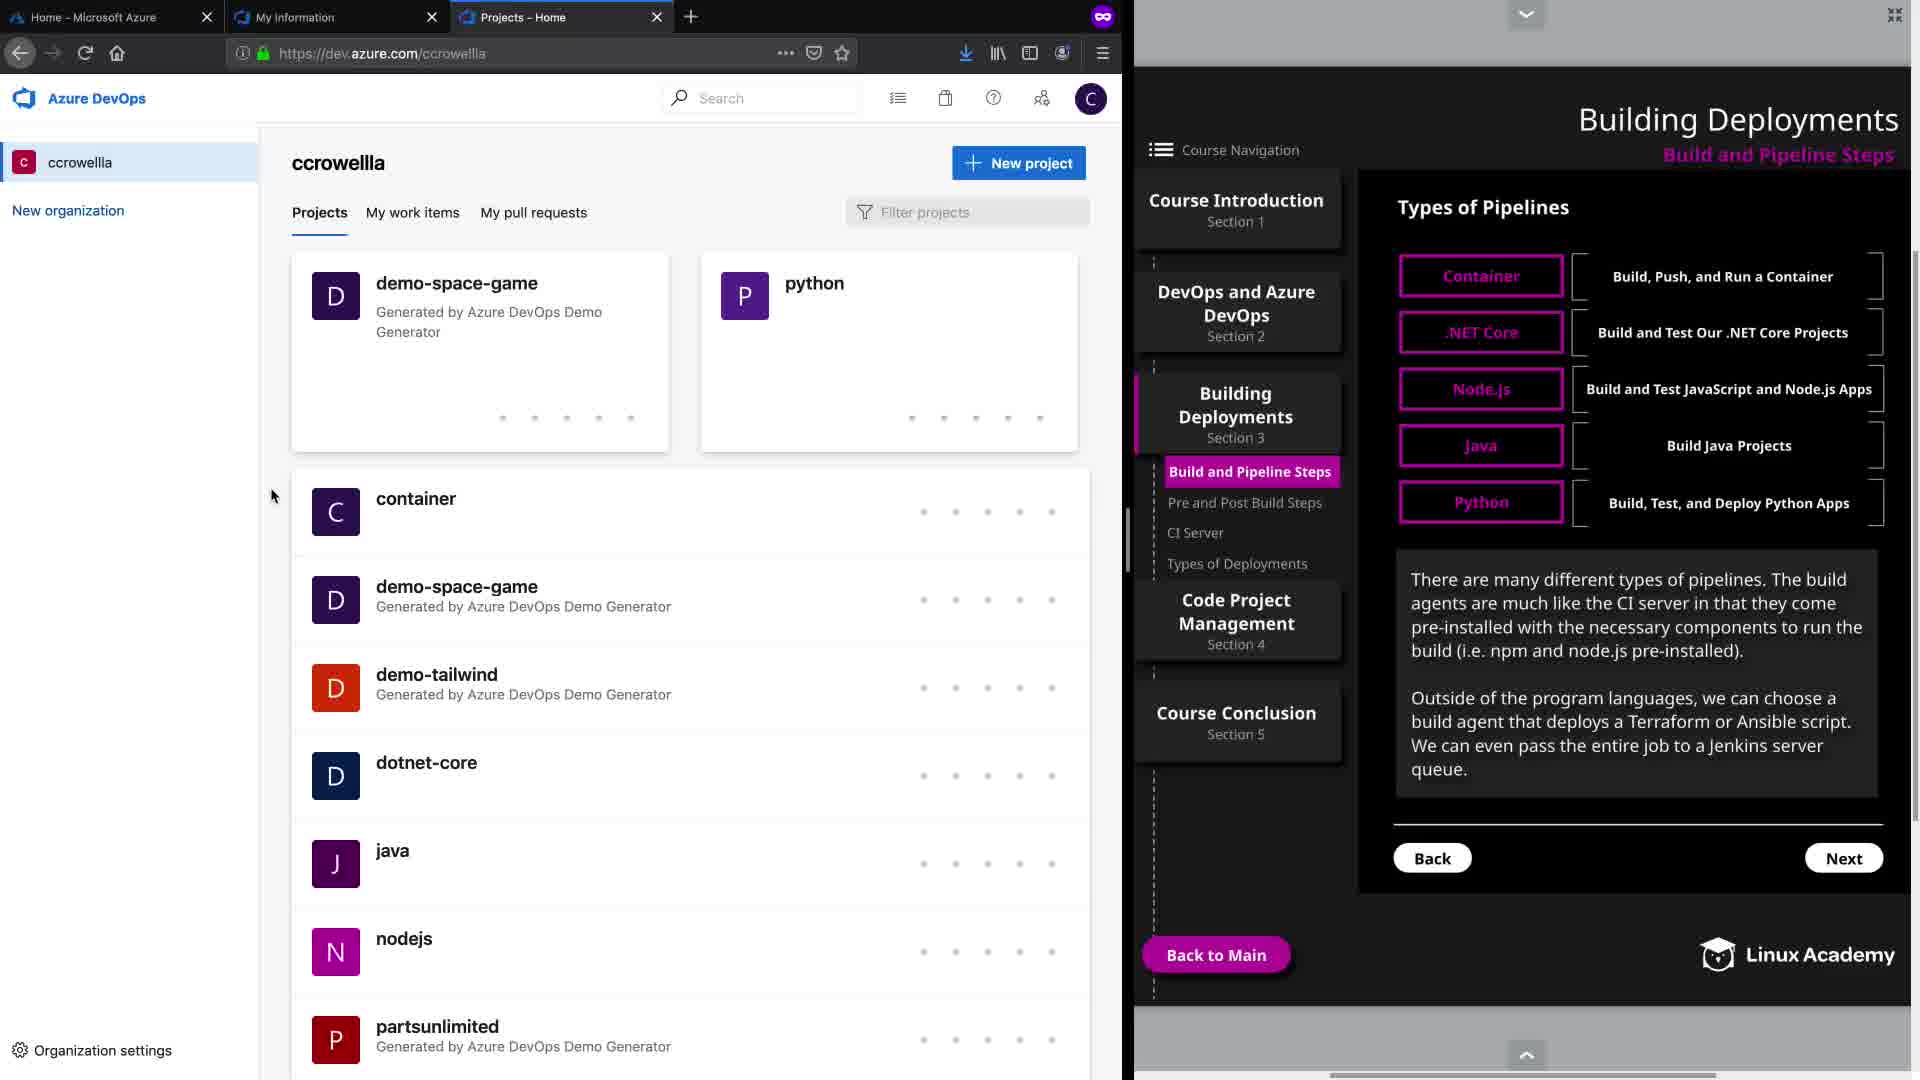 Home - Microsoft Azure
My Information
Projects - Home
https://dev.azure.com/ccrowellla
Azure DevOps
Search
C
C
ccrowellla
New organization
ccrowellla
New project
Projects
My work items
My pull requests
Filter projects
D
demo-space-game
Generated by Azure DevOps Demo
Generator
P
python
C
container
D
demo-space-game
Generated by Azure DevOps Demo Generator
D
demo-tailwind
Generated by Azure DevOps Demo Generator
D
dotnet-core
J
java
N
nodejs
P
partsunlimited
Generated by Azure DevOps Demo Generator
Organization settings
Building Deployments
Build and Pipeline Steps
Course Navigation
Course Introduction
Section 1
DevOps and Azure
DevOps
Section 2
Building
Deployments
Section 3
Build and Pipeline Steps
Pre and Post Build Steps
CI Server
Types of Deployments
Code Project
Management
Section 4
Course Conclusion
Section 5
Back to Main
Types of Pipelines
Container
Build, Push, and Run a Container
.NET Core
Build and Test Our .NET Core Projects
Node.js
Build and Test JavaScript and Node.js Apps
Java
Build Java Projects
Python
Build, Test, and Deploy Python Apps
There are many different types of pipelines. The build
agents are much like the CI server in that they come
pre-installed with the necessary components to run the
build (i.e. npm and node.js pre-installed).
Outside of the program languages, we can choose a
build agent that deploys a Terraform or Ansible script.
We can even pass the entire job to a Jenkins server
queue.
Back
Next
Linux Academy